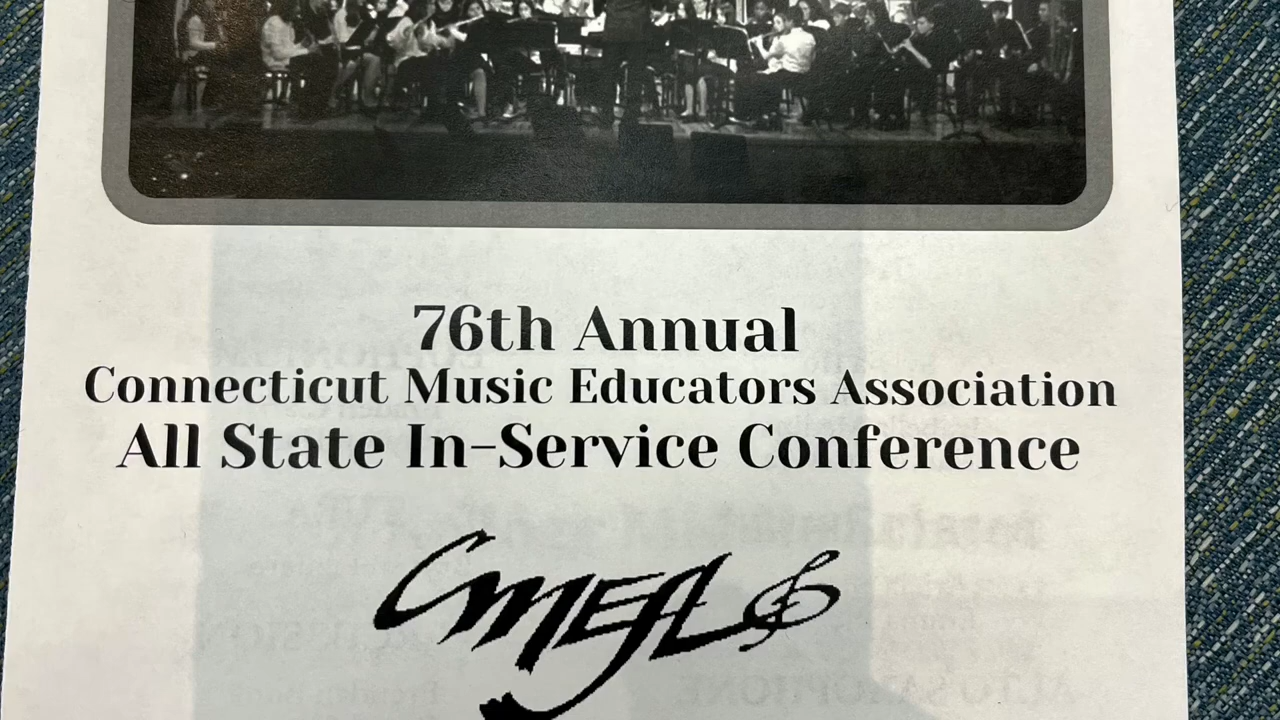 76th Annual
Connecticut Music Educators Association
All State In-Service Conference
CMEA